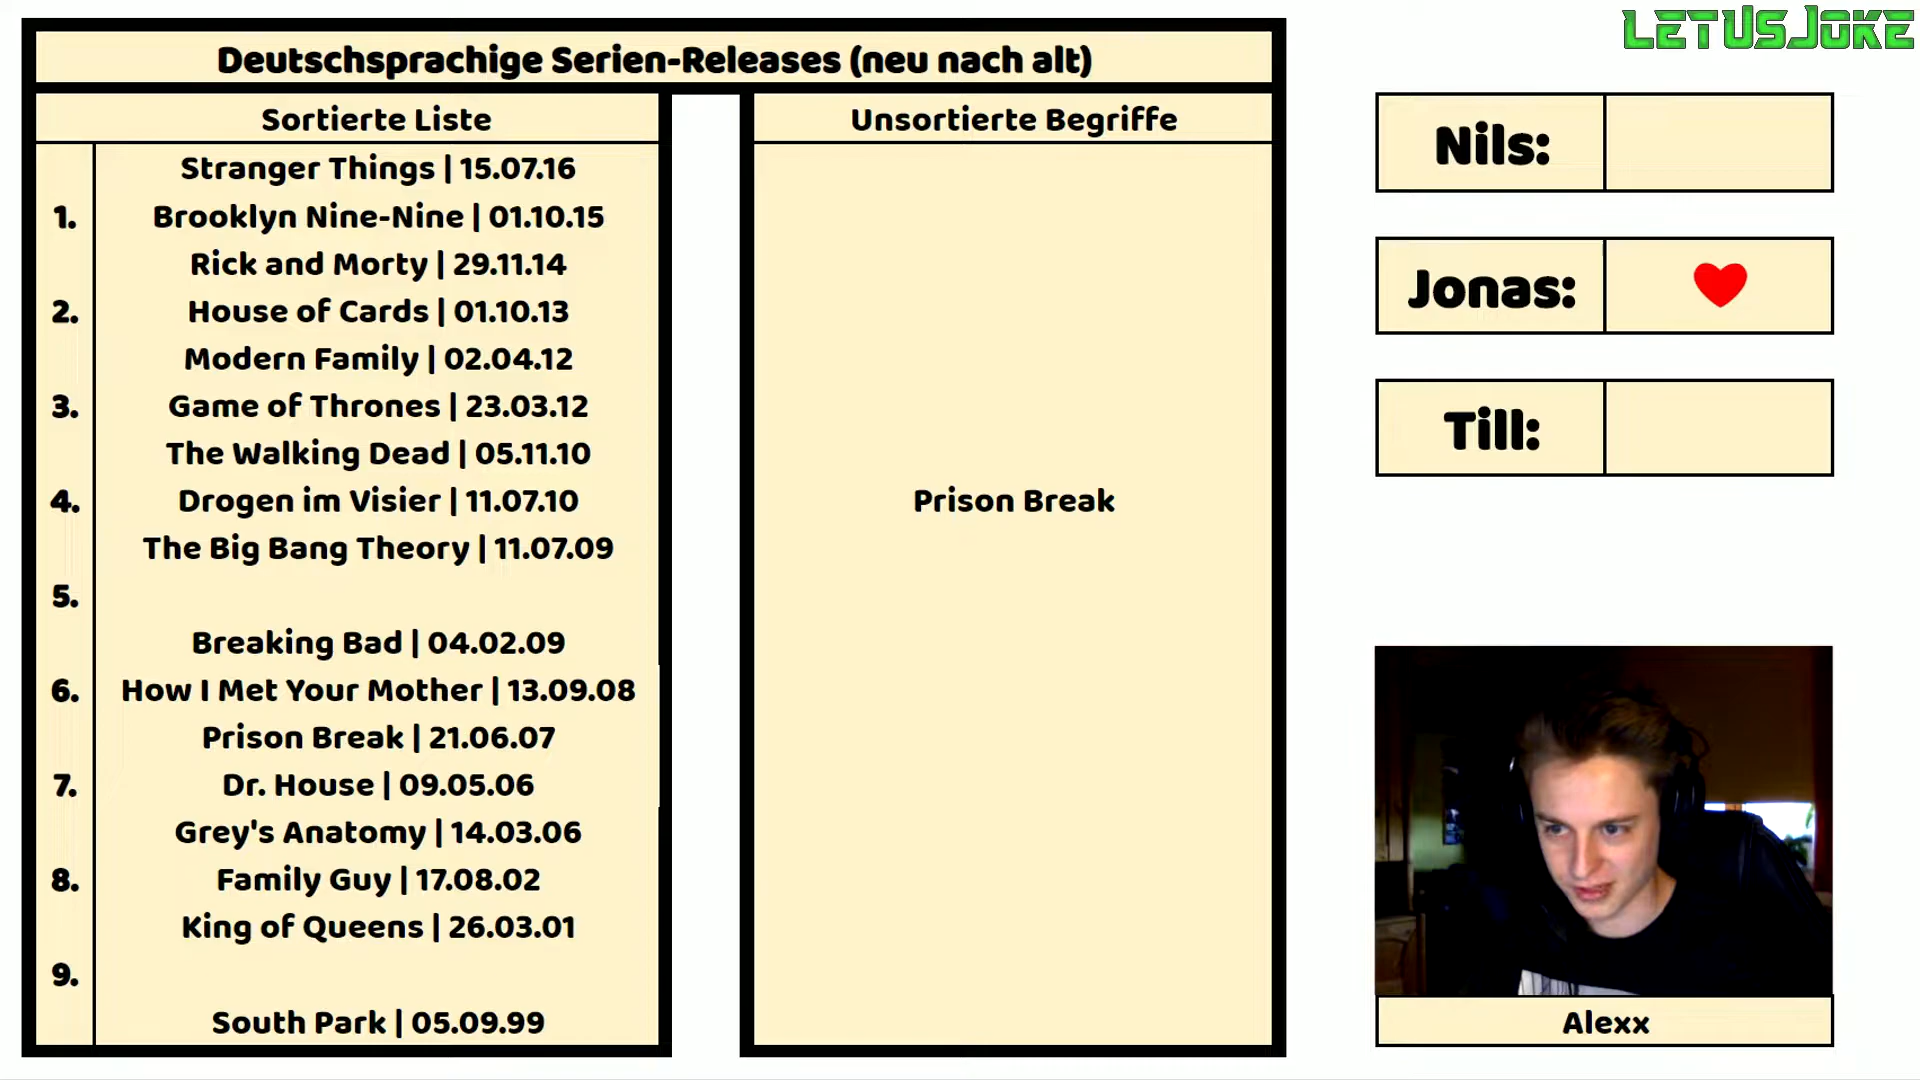 LETUSJOKE
Deutschsprachige Serien-Releases (neu nach alt)
Sortierte Liste
Stranger Things | 15.07.16
1. Brooklyn Nine-Nine | 01.10.15
Rick and Morty | 29.11.14
2. House of Cards | 01.10.13
Modern Family | 02.04.12
3. Game of Thrones | 23.03.12
The Walking Dead | 05.11.10
4. Drogen im Visier | 11.07.10
The Big Bang Theory | 11.07.09
5.
Breaking Bad | 04.02.09
6. How I Met Your Mother | 13.09.08
Prison Break | 21.06.07
7. Dr. House | 09.05.06
Grey's Anatomy | 14.03.06
8. Family Guy | 17.08.02
King of Queens | 26.03.01
9.
South Park | 05.09.99
Unsortierte Begriffe
Prison Break
Nils:
Jonas:
Till:
Alexx